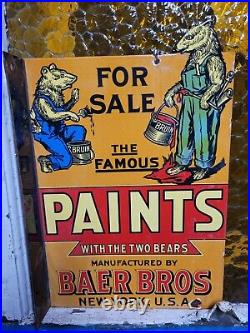 FOR
SALE
BRUIN
BRUIN
THE
FAMOUS
PAINTS
WITH THE TWO BEARS
MANUFACTURED BY
BAER BROS
NEW YORK, U.S.A.